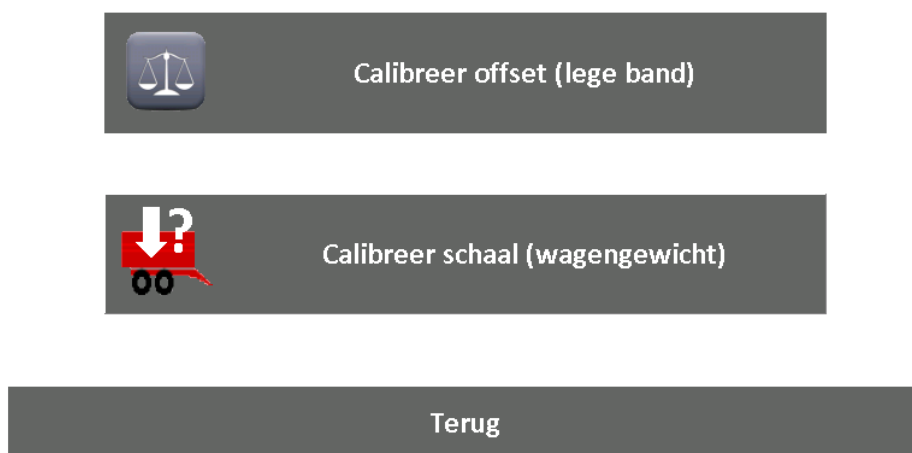 Calibreer offset (lege band)
?
Calibreer schaal (wagengewicht)
Terug